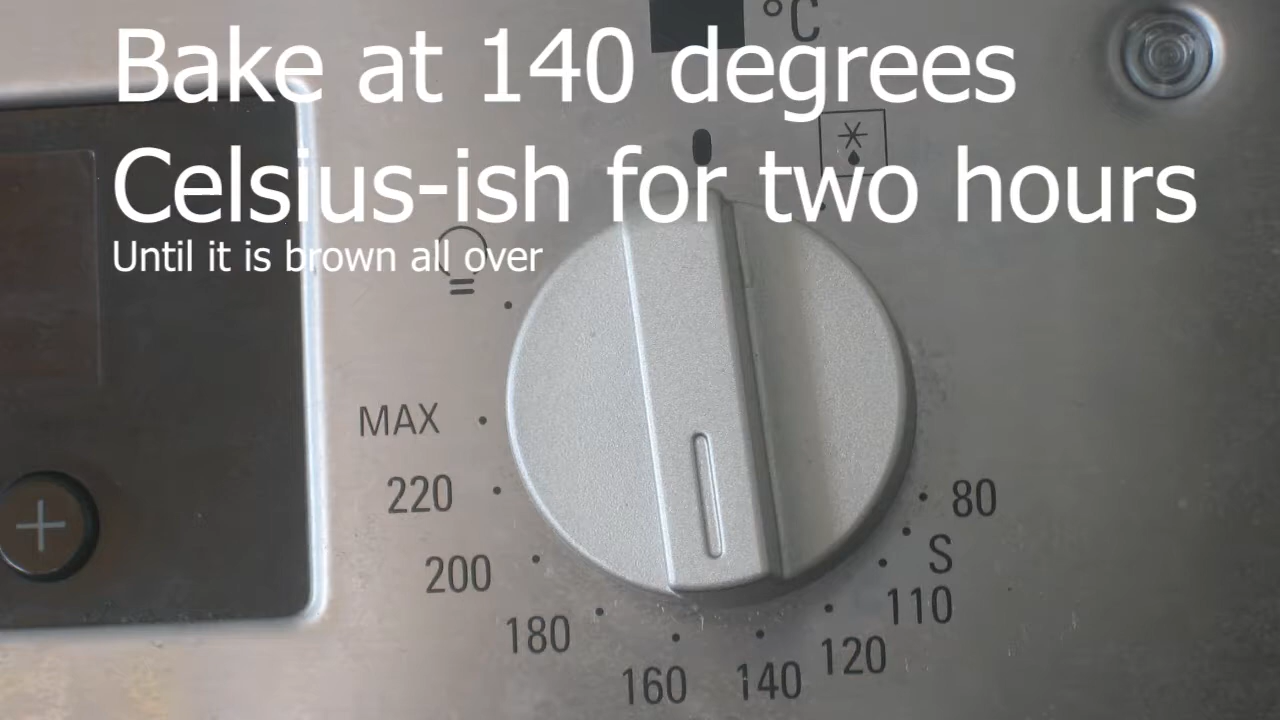 °C
Bake at 140 degrees
Celsius-ish for two hours
Until it is brown all over
MAX
220
200
180
160
140
120
110
S
80
+